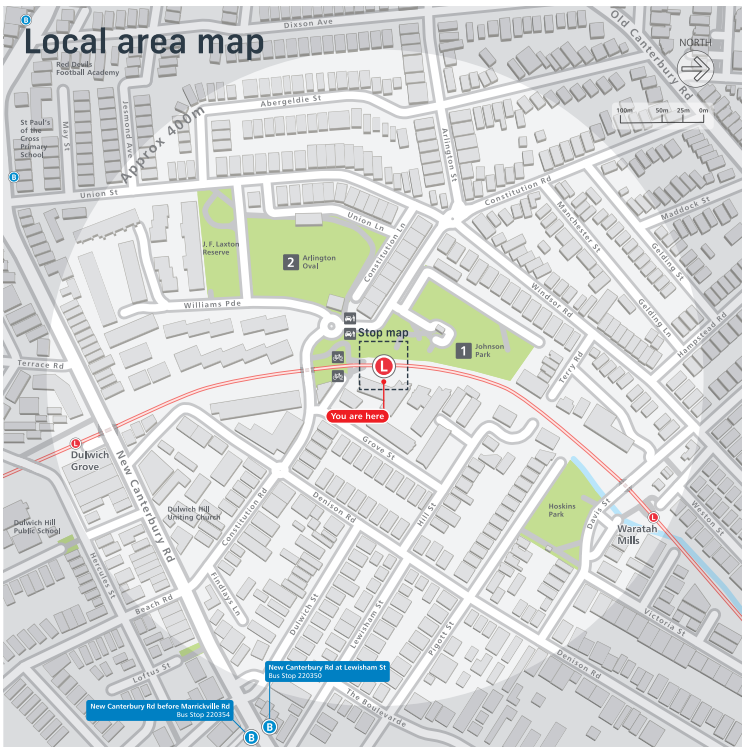 Local area map
Dixson Ave
Old Canterbury Rd
NORTH
B
Red Devils
Football Academy
100m 50m 25m 0m
Jesmond Ave
May St
Abergeldie St
Approx 400m
Arlington St
St Paul's
of the
Cross
Primary
School
B
Union St
Constitution Rd
Maddock St
Manchester St
Gelding St
Union Ln
Constitution Ln
J. F. Laxton
Reserve
2
Arlington
Oval
Windsor Rd
Gelding Ln
Hampstead Rd
Williams Pde
Stop map
1
Johnson
Park
Terry Rd
Terrace Rd
L
You are here
L
Dulwich
Grove
New Canterbury Rd
Grove St
Denison Rd
Hill St
Constitution Rd
Dulwich Hill
Uniting Church
Hoskins
Park
Davis St
Weston St
L
Waratah
Mills
Dulwich Hill
Public School
Hercules St
Beach Rd
Findlays Ln
Dulwich St
Lewisham St
Pigott St
Victoria St
Denison Rd
Loftus St
The Boulevarde
New Canterbury Rd at Lewisham St
Bus Stop 220350
New Canterbury Rd before Marrickville Rd
Bus Stop 220354
B
B